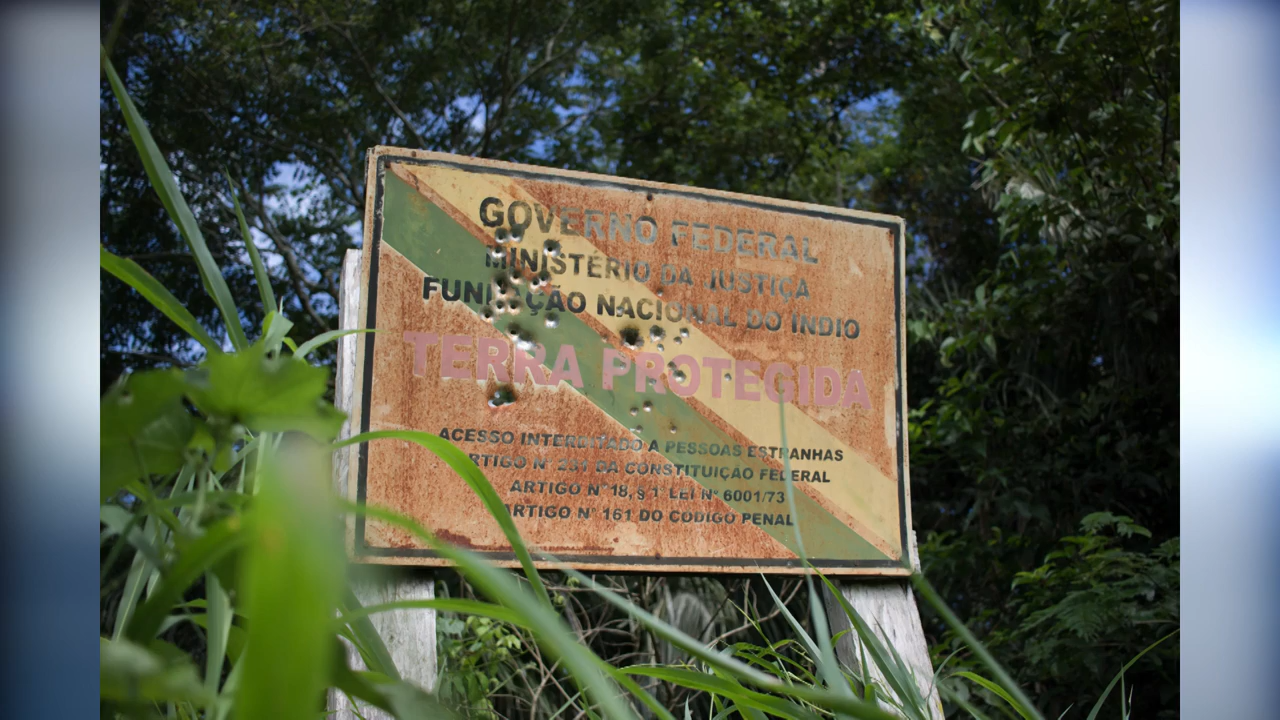 GOVERNO FEDERAL
MINISTÉRIO DA JUSTIÇA
FUNDAÇÃO NACIONAL DO INDIO
TERRA PROTEGIDA
ACESSO INTERDITADO A PESSOAS ESTRANHAS
ARTIGO Nº 231 DA CONSTITUIÇÃO FEDERAL
ARTIGO Nº 18, § 1º LEI Nº 6001/73
ARTIGO Nº 161 DO CODIGO PENAL